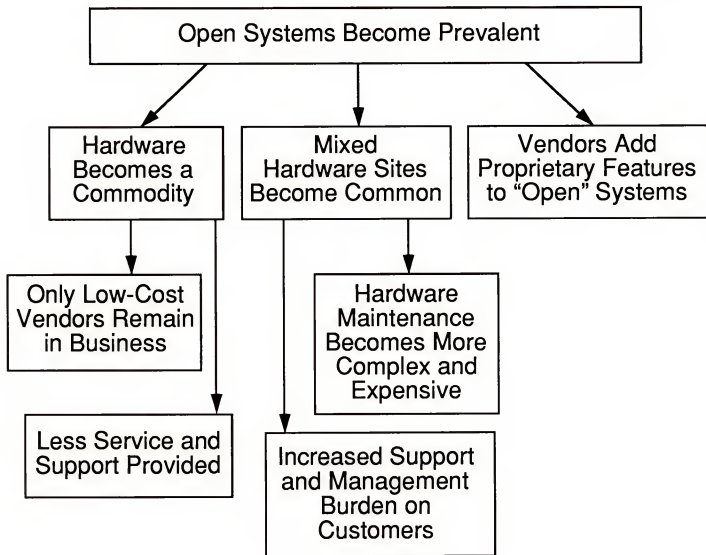 Open Systems Become Prevalent
Hardware
Becomes a
Commodity
Mixed
Hardware Sites
Become Common
Vendors Add
Proprietary Features
to “Open” Systems
Only Low-Cost
Vendors Remain
in Business
Hardware
Maintenance
Becomes More
Complex and
Expensive
Less Service and
Support Provided
Increased Support
and Management
Burden on
Customers